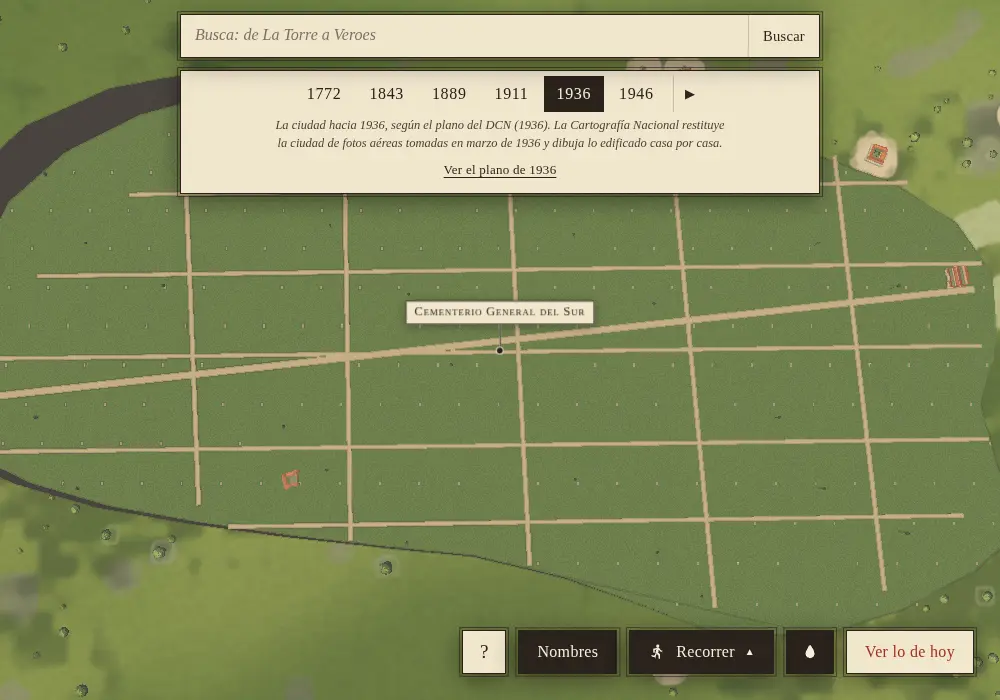 Busca: de La Torre a Veroes
Buscar
1772 1843 1889 1911 1936 1946 ▶
La ciudad hacia 1936, según el plano del DCN (1936). La Cartografía Nacional restituye
la ciudad de fotos aéreas tomadas en marzo de 1936 y dibuja lo edificado casa por casa.
Ver el plano de 1936
Cementerio General del Sur
? Nombres Recorrer ▲ Ver lo de hoy